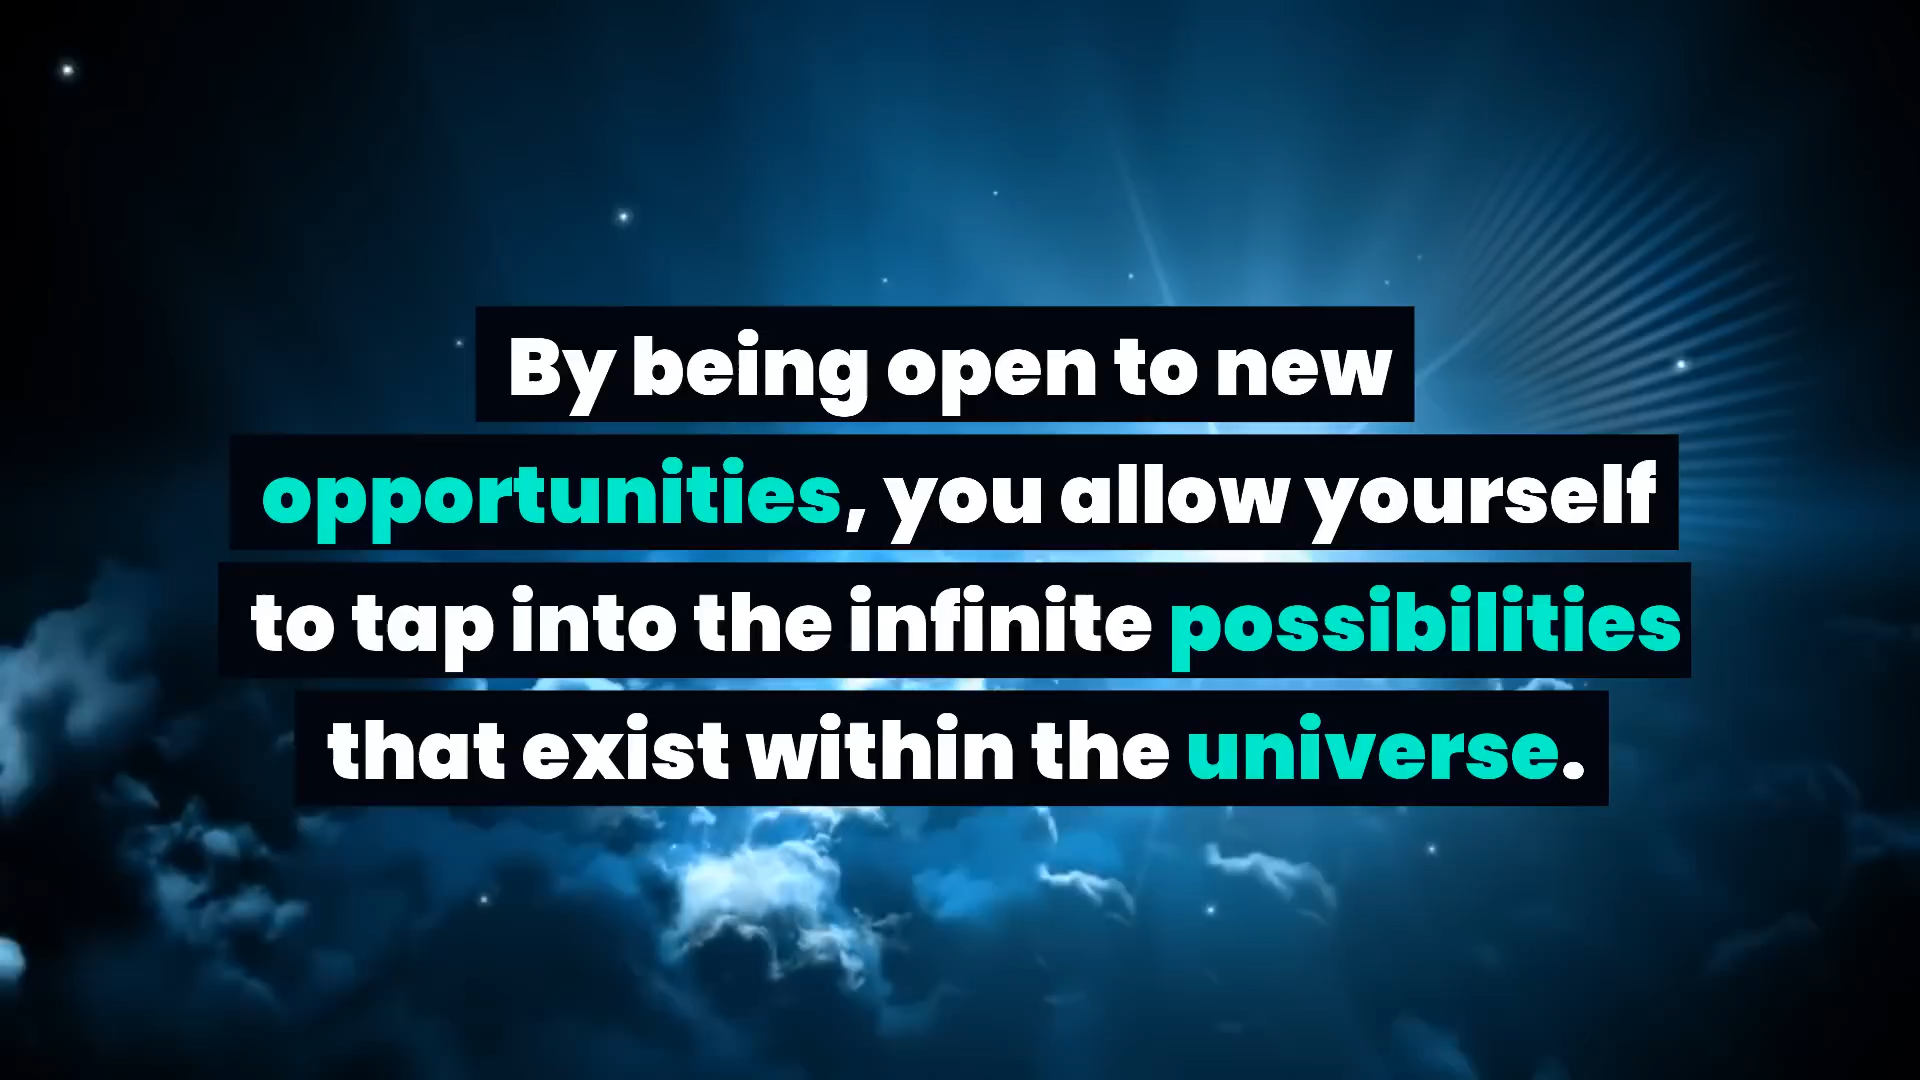 By being open to new
opportunities, you allow yourself
to tap into the infinite possibilities
that exist within the universe.